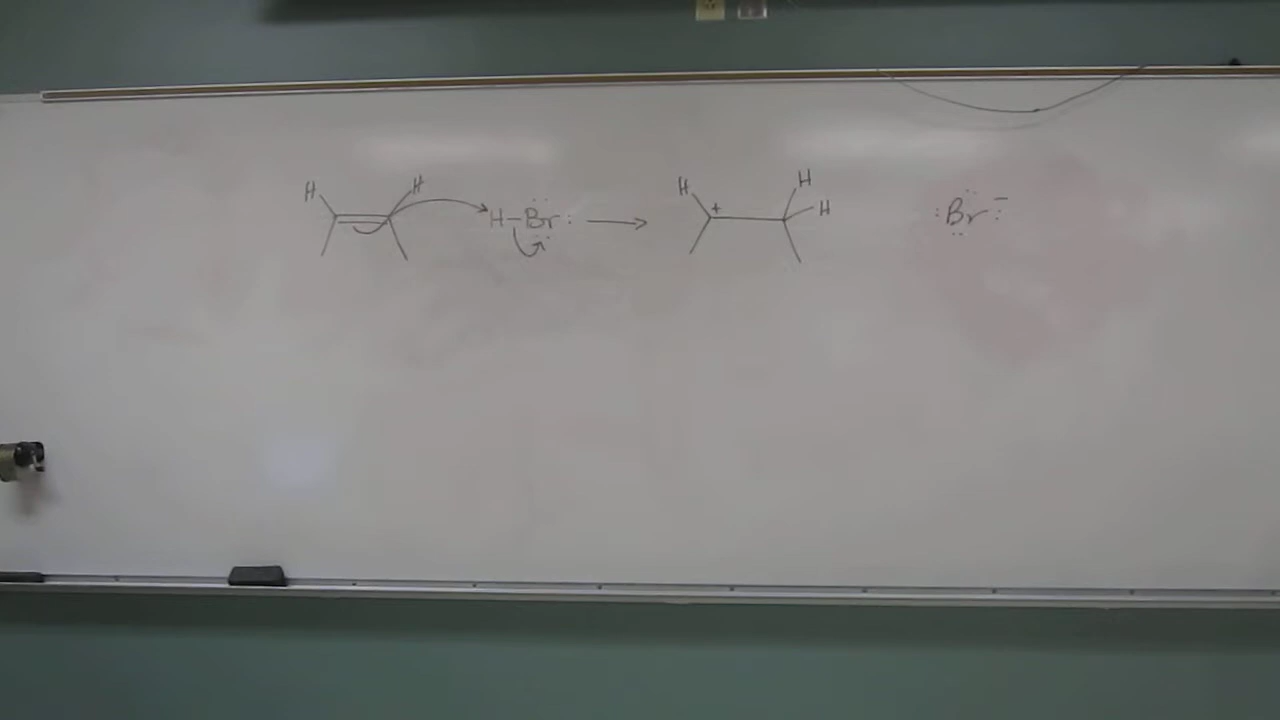 H H H–Br: → H + H H :Br:⁻